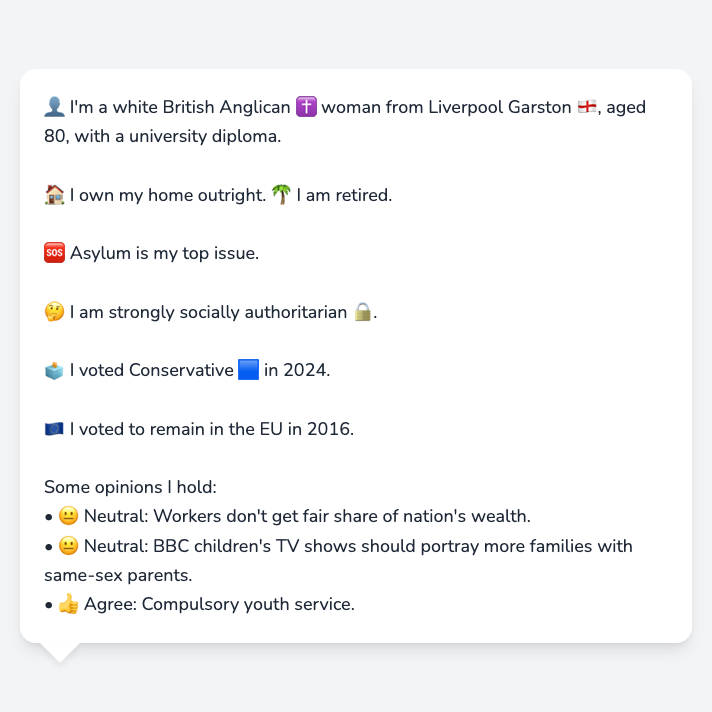 👤 I'm a white British Anglican ✝️ woman from Liverpool Garston 🏴󠁧󠁢󠁥󠁮󠁧󠁿, aged
80, with a university diploma.
🏠 I own my home outright. 🌴 I am retired.
🆘 Asylum is my top issue.
🤔 I am strongly socially authoritarian 🔒.
🗳️ I voted Conservative 🟦 in 2024.
🇪🇺 I voted to remain in the EU in 2016.
Some opinions I hold:
• 😐 Neutral: Workers don't get fair share of nation's wealth.
• 😐 Neutral: BBC children's TV shows should portray more families with
same-sex parents.
• 👍 Agree: Compulsory youth service.